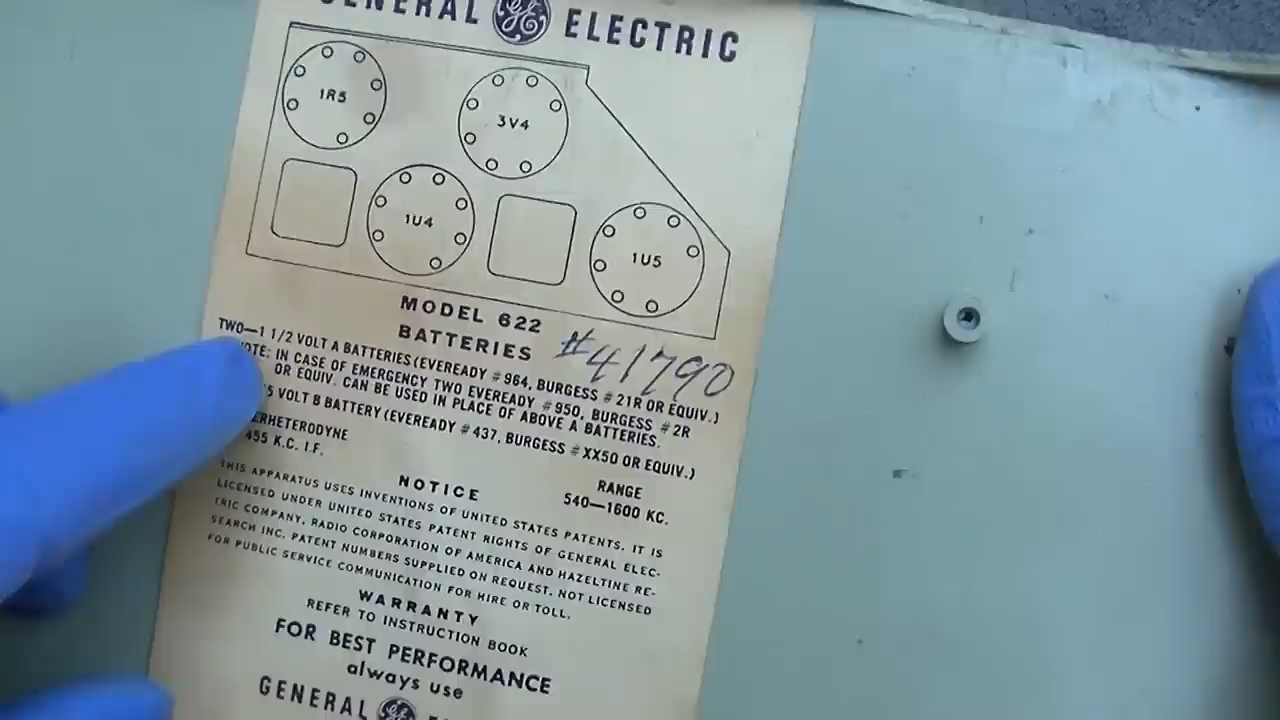 GENERAL GE ELECTRIC
1R5
3V4
1U4
1U5
MODEL 622
BATTERIES
#41790
TWO—1 1/2 VOLT A BATTERIES (EVEREADY #964, BURGESS #21R OR EQUIV.)
IN CASE OF EMERGENCY TWO EVEREADY #950, BURGESS #2R
OR EQUIV. CAN BE USED IN PLACE OF ABOVE A BATTERIES.
VOLT B BATTERY (EVEREADY #437, BURGESS #XX50 OR EQUIV.)
ERHETERODYNE
455 K.C. I.F.
RANGE
540—1600 KC.
NOTICE
THIS APPARATUS USES INVENTIONS OF UNITED STATES PATENTS. IT IS
LICENSED UNDER UNITED STATES PATENT RIGHTS OF GENERAL ELEC-
TRIC COMPANY, RADIO CORPORATION OF AMERICA AND HAZELTINE RE-
SEARCH INC. PATENT NUMBERS SUPPLIED ON REQUEST. NOT LICENSED
FOR PUBLIC SERVICE COMMUNICATION FOR HIRE OR TOLL.
WARRANTY
REFER TO INSTRUCTION BOOK
FOR BEST PERFORMANCE
always use
GENERAL GE